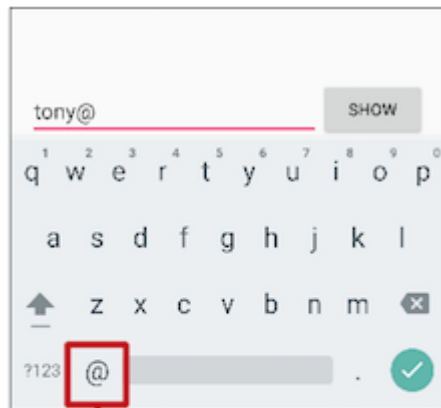 tony@ SHOW
1 2 3 4 5 6 7 8 9 0
q w e r t y u i o p
a s d f g h j k l
z x c v b n m
?123 @ .